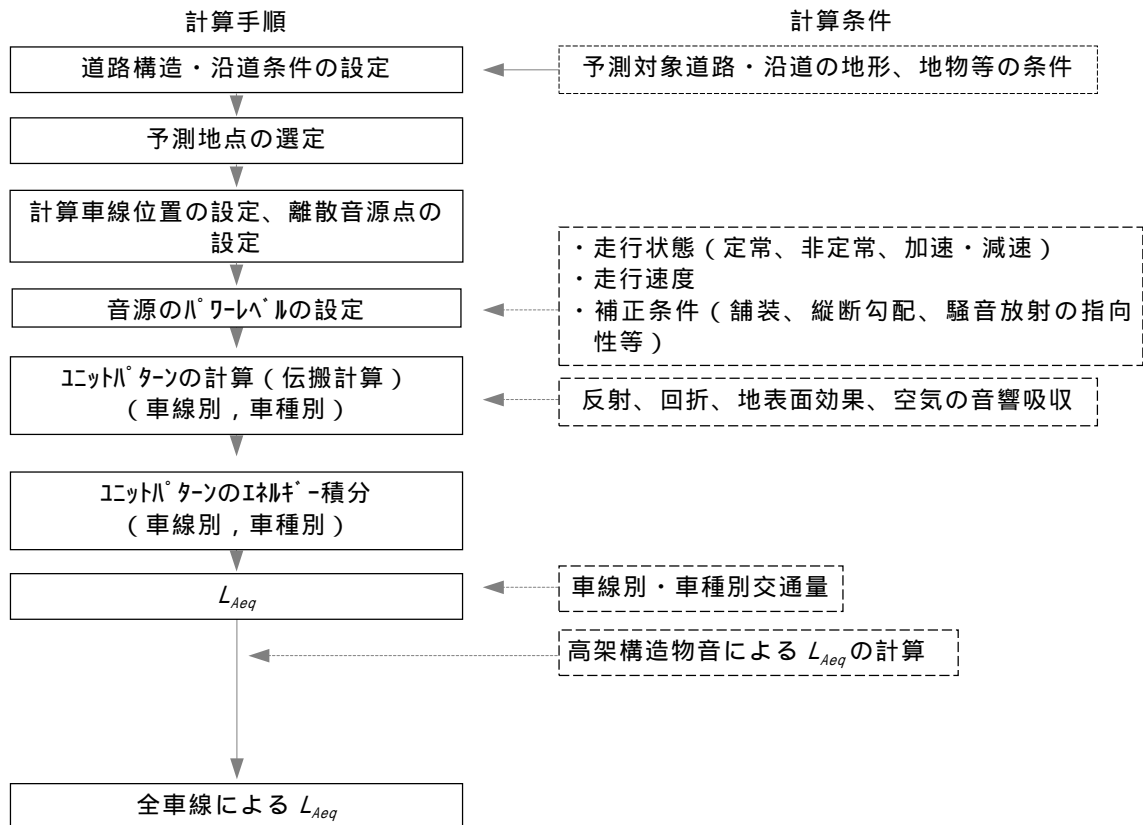 計算手順
計算条件
道路構造・沿道条件の設定
予測対象道路・沿道の地形、地物等の条件
予測地点の選定
計算車線位置の設定、離散音源点の
設定
・走行状態（定常、非定常、加速・減速）
・走行速度
・補正条件（舗装、縦断勾配、騒音放射の指向
性等）
音源のﾊﾟﾜｰﾚﾍﾞﾙの設定
ﾕﾆｯﾄﾊﾟﾀｰﾝの計算（伝搬計算）
（車線別，車種別）
反射、回折、地表面効果、空気の音響吸収
ﾕﾆｯﾄﾊﾟﾀｰﾝのｴﾈﾙｷﾞｰ積分
（車線別，車種別）
LAeq
車線別・車種別交通量
高架構造物音による LAeq の計算
全車線による LAeq